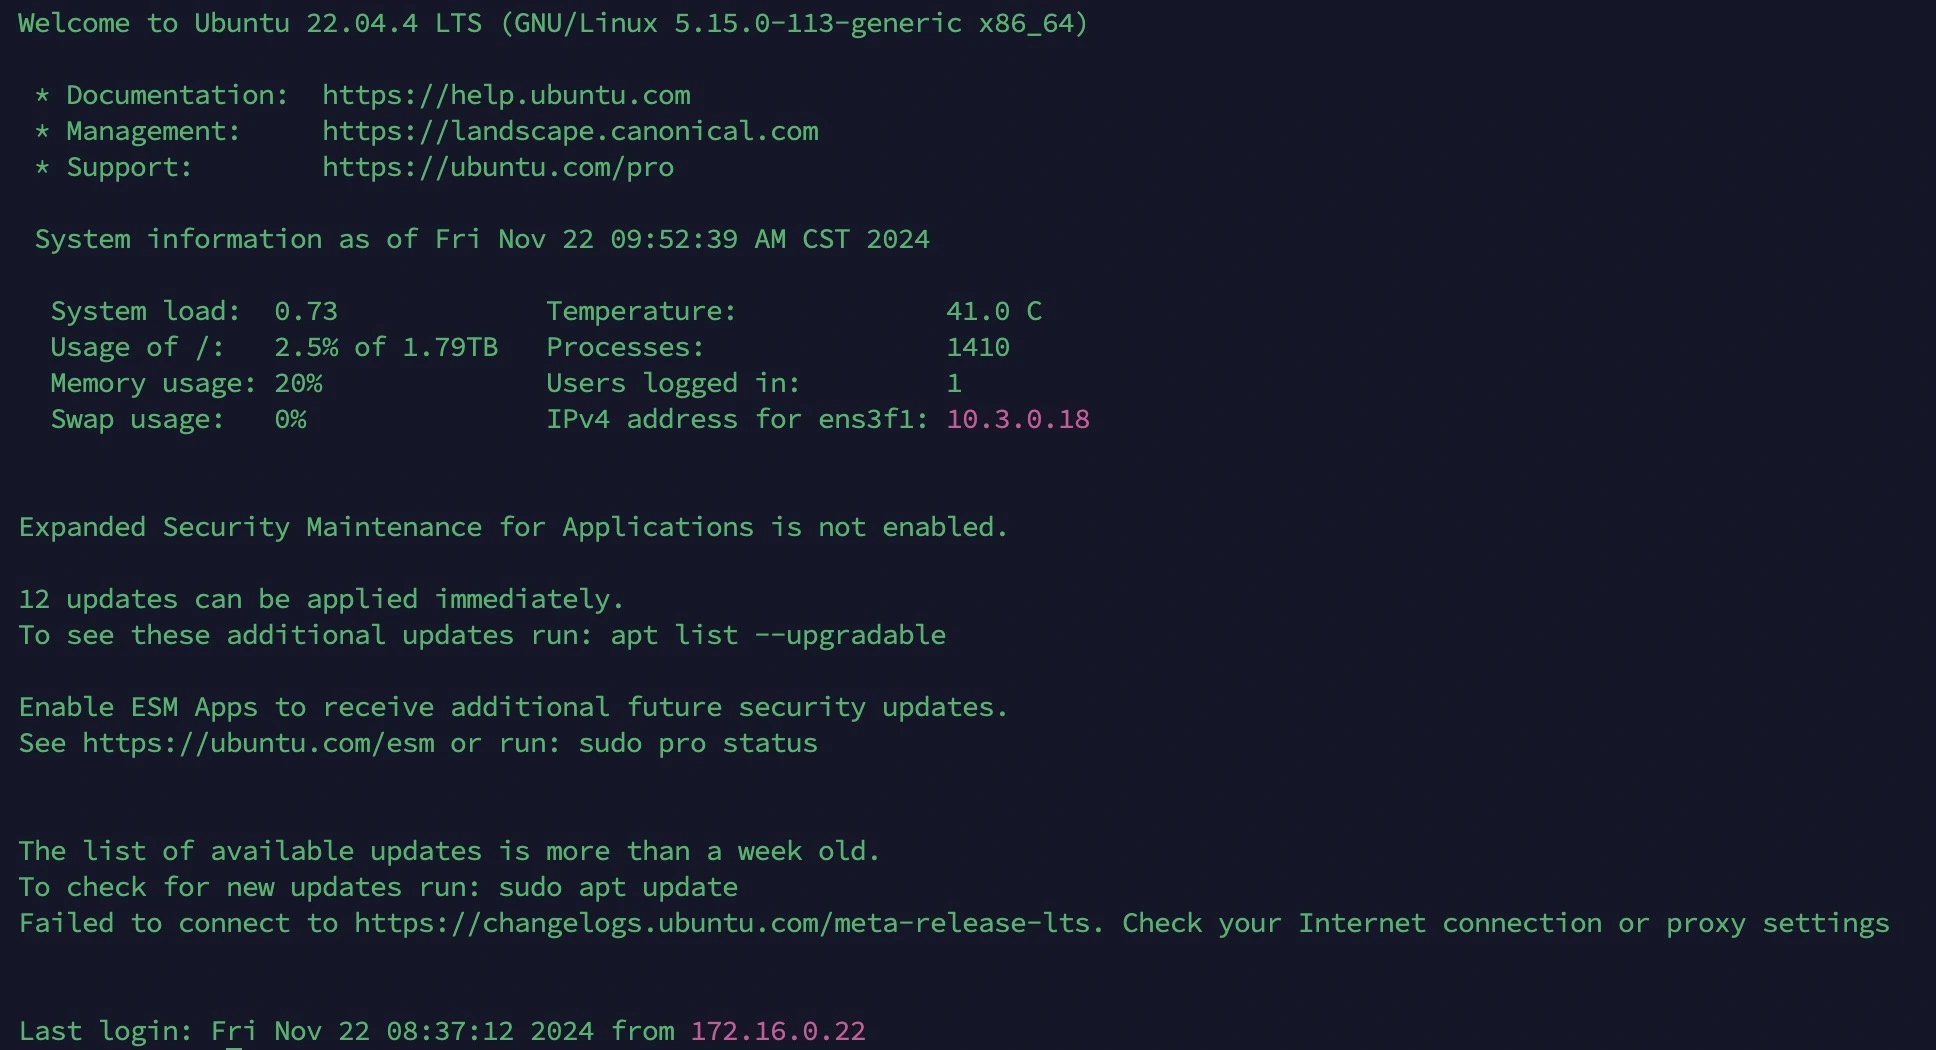 Welcome to Ubuntu 22.04.4 LTS (GNU/Linux 5.15.0-113-generic x86_64)
* Documentation:  https://help.ubuntu.com
* Management:     https://landscape.canonical.com
* Support:        https://ubuntu.com/pro
System information as of Fri Nov 22 09:52:39 AM CST 2024
System load:  0.73             Temperature:             41.0 C
Usage of /:   2.5% of 1.79TB   Processes:               1410
Memory usage: 20%              Users logged in:         1
Swap usage:   0%               IPv4 address for ens3f1: 10.3.0.18
Expanded Security Maintenance for Applications is not enabled.
12 updates can be applied immediately.
To see these additional updates run: apt list --upgradable
Enable ESM Apps to receive additional future security updates.
See https://ubuntu.com/esm or run: sudo pro status
The list of available updates is more than a week old.
To check for new updates run: sudo apt update
Failed to connect to https://changelogs.ubuntu.com/meta-release-lts. Check your Internet connection or proxy settings
Last login: Fri Nov 22 08:37:12 2024 from 172.16.0.22